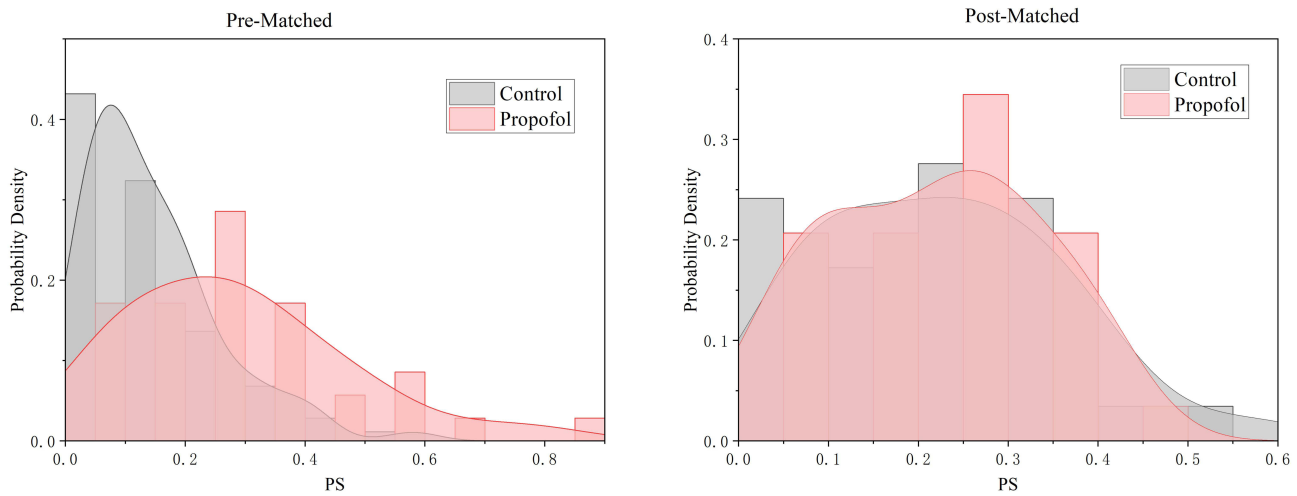 Pre-Matched
Control
Propofol
Probability Density
0.4
0.2
0.0
0.0 0.2 0.4 0.6 0.8
PS
Post-Matched
Control
Propofol
Probability Density
0.4
0.3
0.2
0.1
0.0
0.0 0.1 0.2 0.3 0.4 0.5 0.6
PS